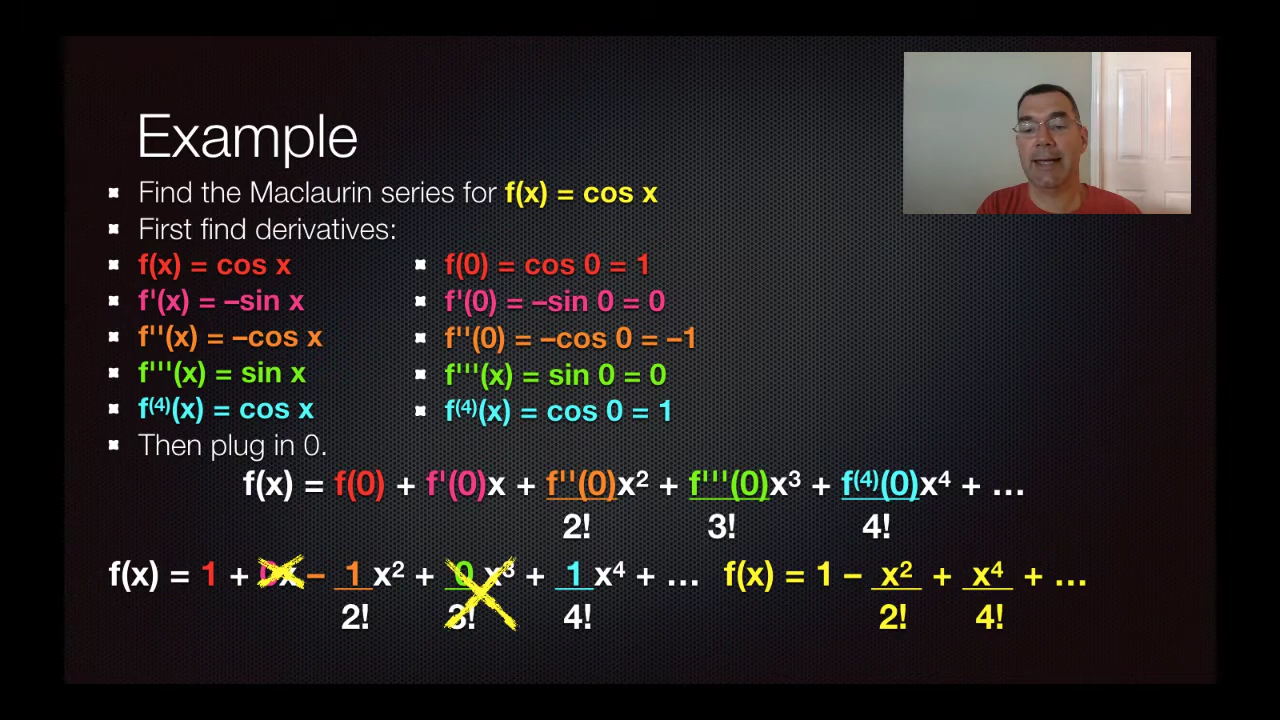 Example
Find the Maclaurin series for f(x) = cos x
First find derivatives:
f(x) = cos x
f(0) = cos 0 = 1
f'(x) = –sin x
f'(0) = –sin 0 = 0
f''(x) = –cos x
f''(0) = –cos 0 = –1
f'''(x) = sin x
f'''(x) = sin 0 = 0
f⁽⁴⁾(x) = cos x
f⁽⁴⁾(x) = cos 0 = 1
Then plug in 0.
f(x) = f(0) + f'(0)x + f''(0)x² + f'''(0)x³ + f⁽⁴⁾(0)x⁴ + …
2! 3! 4!
f(x) = 1 + 0x – 1 x² + 0 x³ + 1 x⁴ + … f(x) = 1 – x² + x⁴ + …
2! 3! 4! 2! 4!